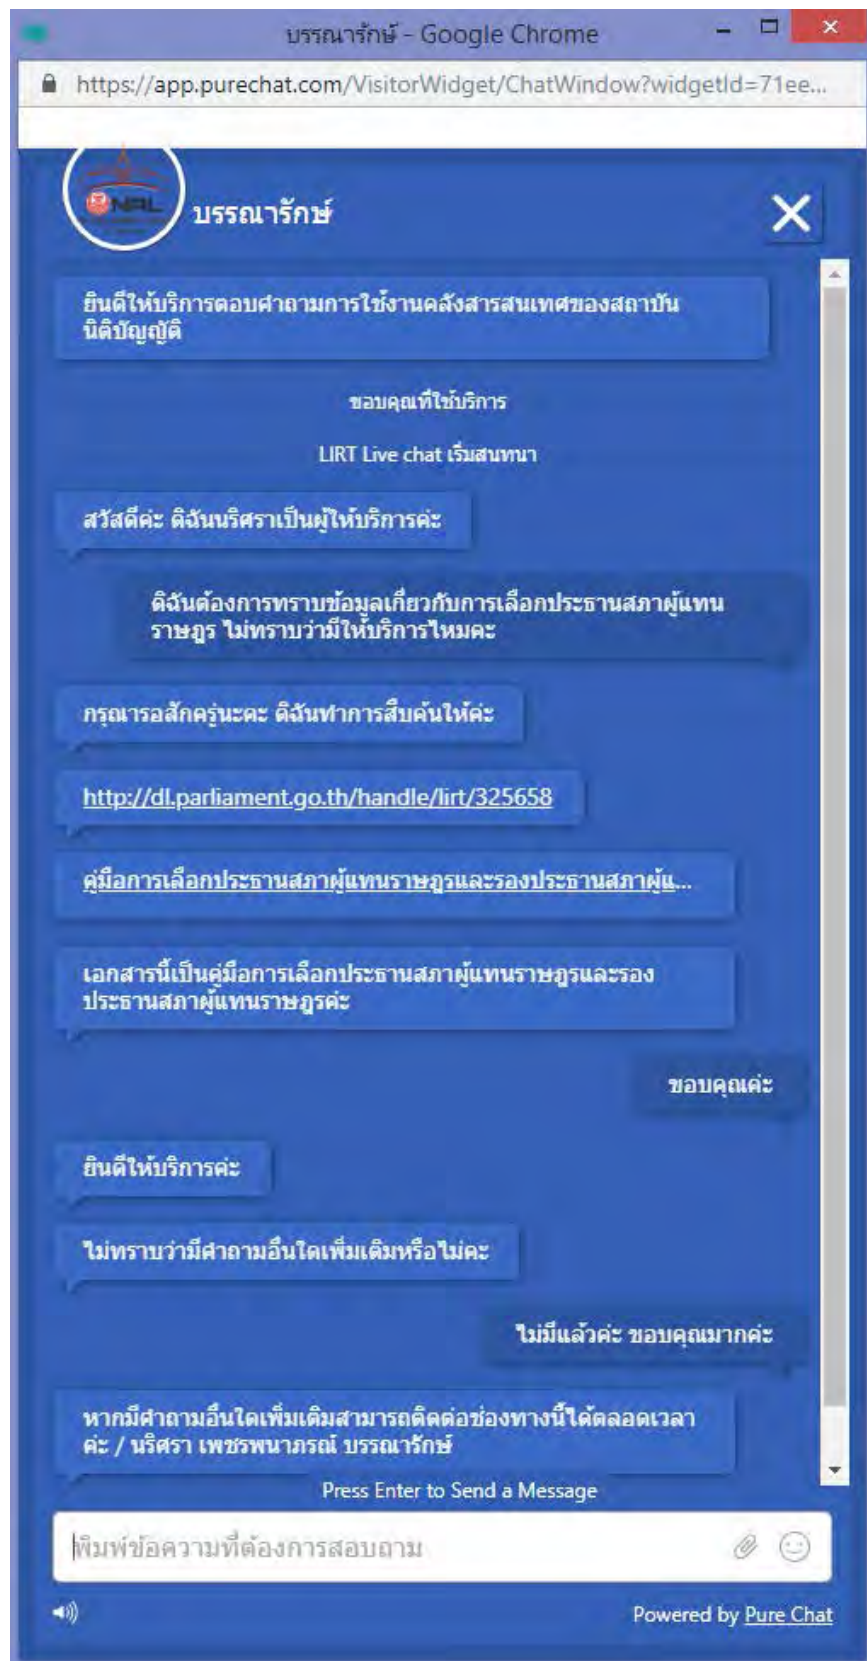 บรรณารักษ์ - Google Chrome
https://app.purechat.com/VisitorWidget/ChatWindow?widgetId=71ee...
NAL
บรรณารักษ์
ยินดีให้บริการตอบคำถามการใช้งานคลังสารสนเทศของสถาบัน
นิติบัญญัติ
ขอบคุณที่ใช้บริการ
LIRT Live chat เริ่มสนทนา
สวัสดีค่ะ ดิฉันนริศราเป็นผู้ให้บริการค่ะ
ดิฉันต้องการทราบข้อมูลเกี่ยวกับการเลือกประธานสภาผู้แทน
ราษฎร ไม่ทราบว่ามีให้บริการไหมคะ
กรุณารอสักครู่นะคะ ดิฉันทำการสืบค้นให้ค่ะ
http://dl.parliament.go.th/handle/lirt/325658
คู่มือการเลือกประธานสภาผู้แทนราษฎรและรองประธานสภาผู้แ...
เอกสารนี้เป็นคู่มือการเลือกประธานสภาผู้แทนราษฎรและรอง
ประธานสภาผู้แทนราษฎรค่ะ
ขอบคุณค่ะ
ยินดีให้บริการค่ะ
ไม่ทราบว่ามีคำถามอื่นใดเพิ่มเติมหรือไม่คะ
ไม่มีแล้วค่ะ ขอบคุณมากค่ะ
หากมีคำถามอื่นใดเพิ่มเติมสามารถติดต่อช่องทางนี้ได้ตลอดเวลา
ค่ะ / นริศรา เพชรพนาภรณ์ บรรณารักษ์
Press Enter to Send a Message
พิมพ์ข้อความที่ต้องการสอบถาม
Powered by Pure Chat